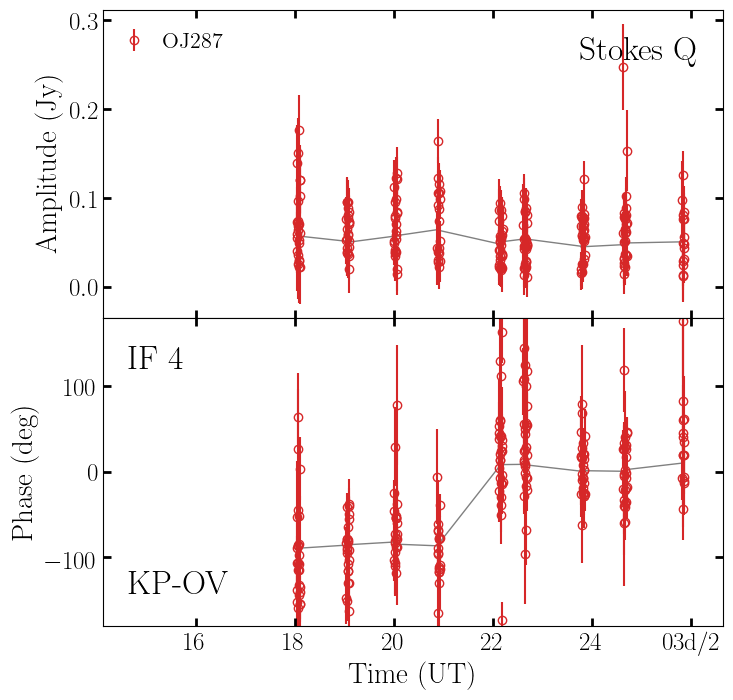 OJ287
Stokes Q
Amplitude (Jy)
0.3
0.2
0.1
0.0
IF 4
KP-OV
Phase (deg)
100
0
−100
16 18 20 22 24 03d/2
Time (UT)